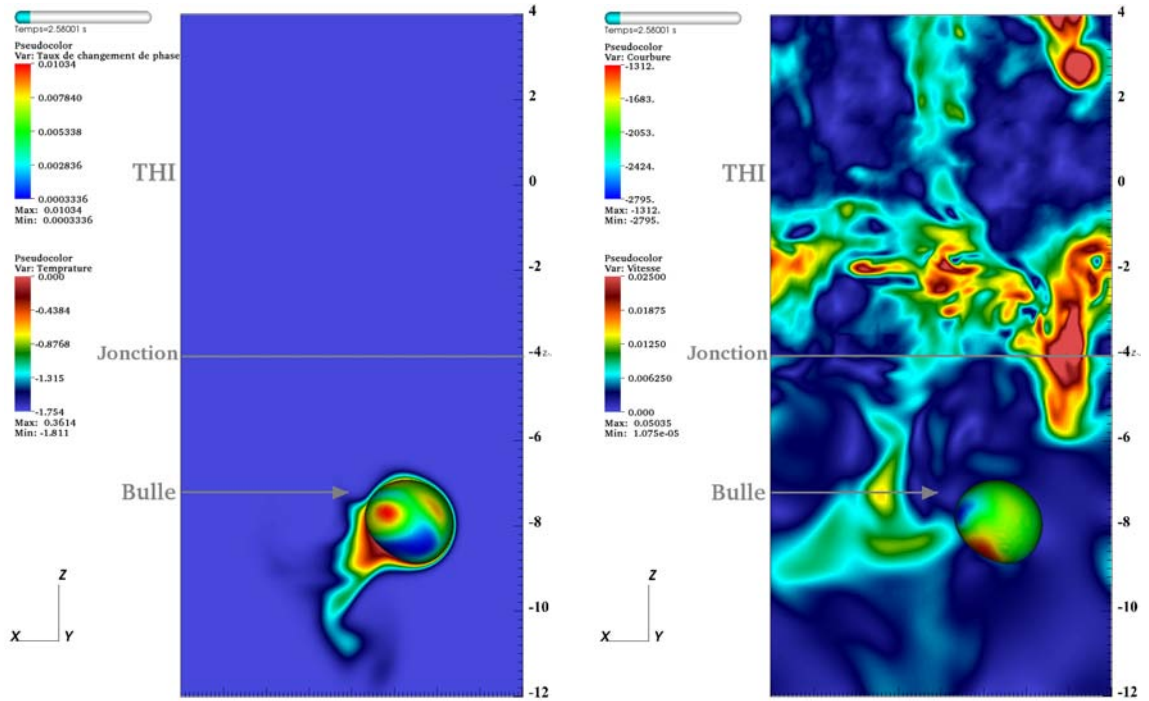 Temps=2.58001 s
Pseudocolor
Var: Taux de changement de phase
0.01034
0.007840
0.005338
0.002836
0.0003336
Max: 0.01034
Min: 0.0003336
Pseudocolor
Var: Temprature
0.000
-0.4384
-0.8768
-1.315
-1.754
Max: 0.3614
Min: -1.811
THI
Jonction
Bulle
Z
X
Y
4
2
0
-2
-4
-6
-8
-10
-12
Temps=2.58001 s
Pseudocolor
Var: Courbure
-1312.
-1683.
-2053.
-2424.
-2795.
Max: -1312.
Min: -2795.
Pseudocolor
Var: Vitesse
0.02500
0.01875
0.01250
0.006250
0.000
Max: 0.05035
Min: 1.075e-05
THI
Jonction
Bulle
Z
X
Y
4
2
0
-2
-4
-6
-8
-10
-12